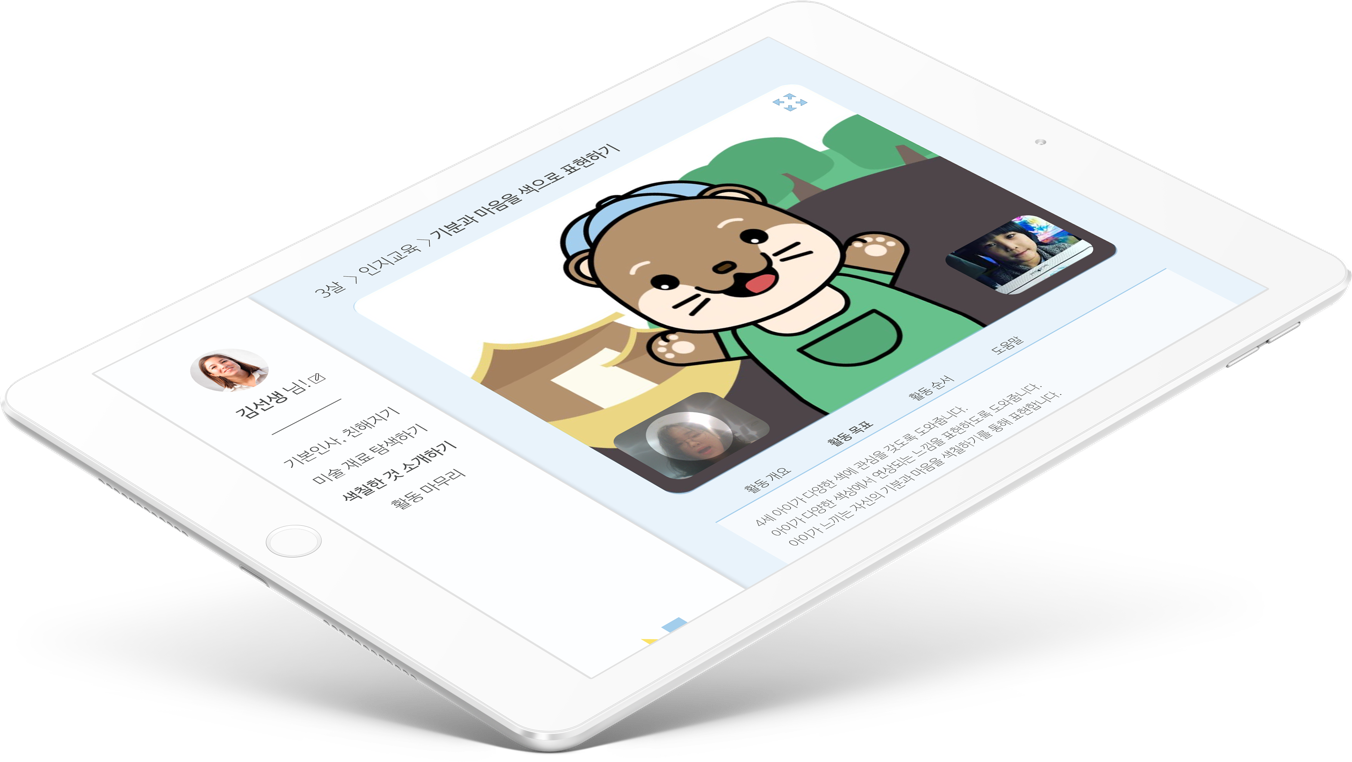 3살 > 인지교육 > 기분과 마음을 색으로 표현하기
김선생 님!
기본인사, 친해지기
미술 재료 탐색하기
색칠한 것 소개하기
활동 마무리
활동 개요 활동 목표 활동 순서 도움말
4세 아이가 다양한 색에 관심을 갖도록 도와줍니다.
아이가 다양한 색상에서 연상되는 느낌을 표현하도록 도와줍니다.
아이가 느끼는 자신의 기분과 마음을 색칠하기를 통해 표현합니다.